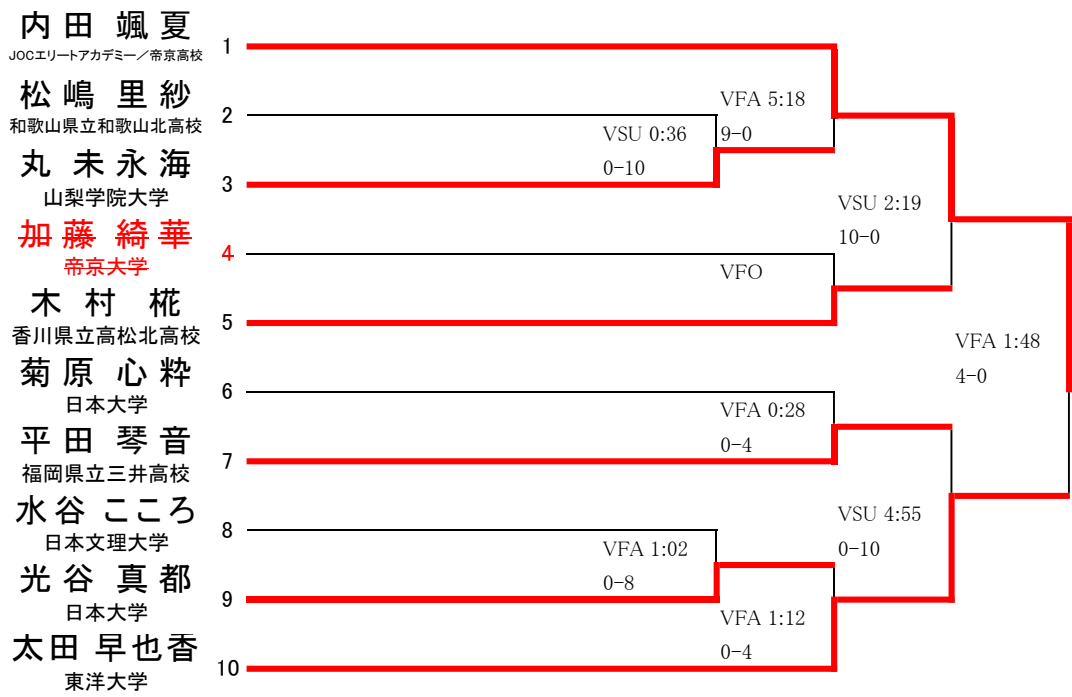 内田 颯夏
JOCエリートアカデミー／帝京高校
1
松嶋 里紗
和歌山県立和歌山北高校
2
VFA 5:18
9-0
VSU 0:36
0-10
丸 未永海
山梨学院大学
3
VSU 2:19
10-0
加藤 綺華
帝京大学
4
VFO
木村 椛
香川県立高松北高校
5
VFA 1:48
4-0
菊原 心粋
日本大学
6
VFA 0:28
0-4
平田 琴音
福岡県立三井高校
7
VSU 4:55
0-10
水谷 こころ
日本文理大学
8
VFA 1:02
0-8
光谷 真都
日本大学
9
VFA 1:12
0-4
太田 早也香
東洋大学
10